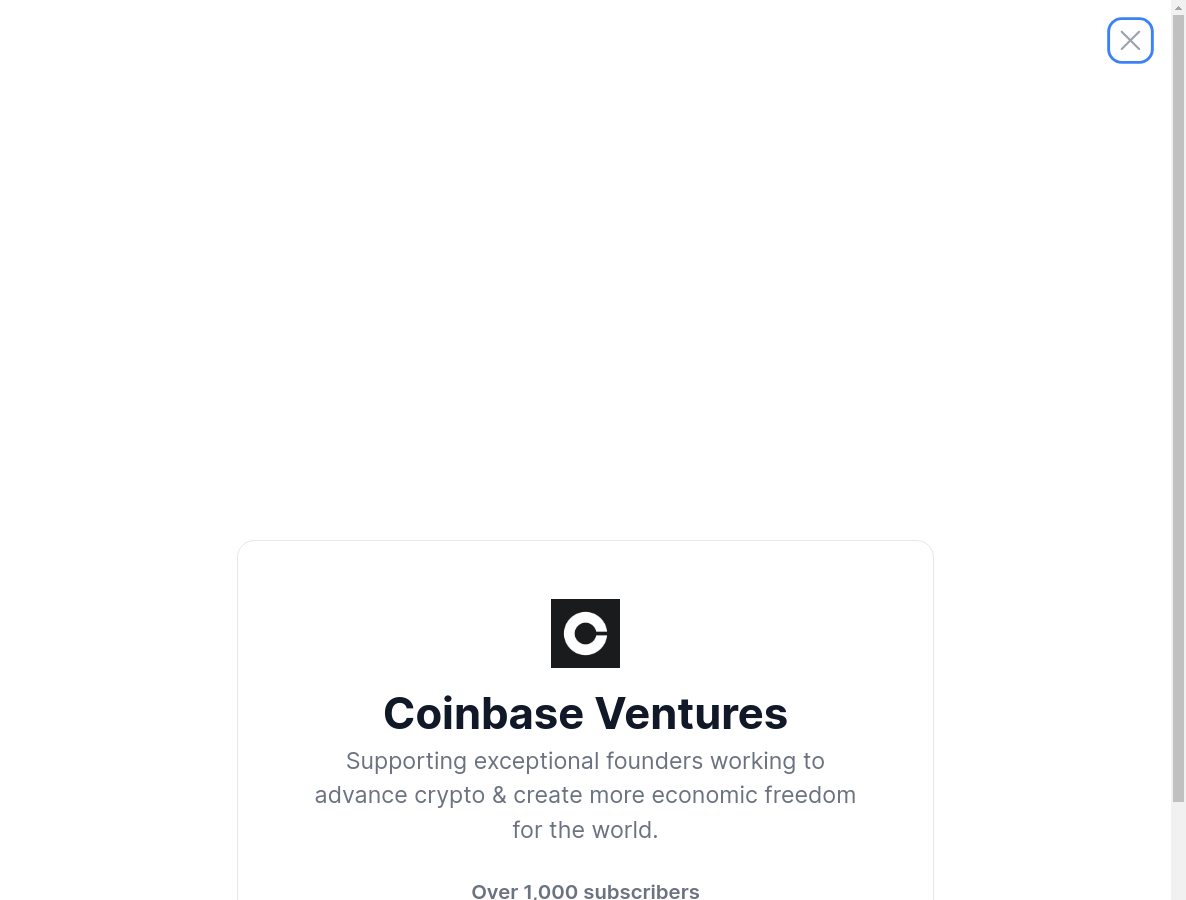 Coinbase Ventures
Supporting exceptional founders working to
advance crypto & create more economic freedom
for the world.
Over 1,000 subscribers